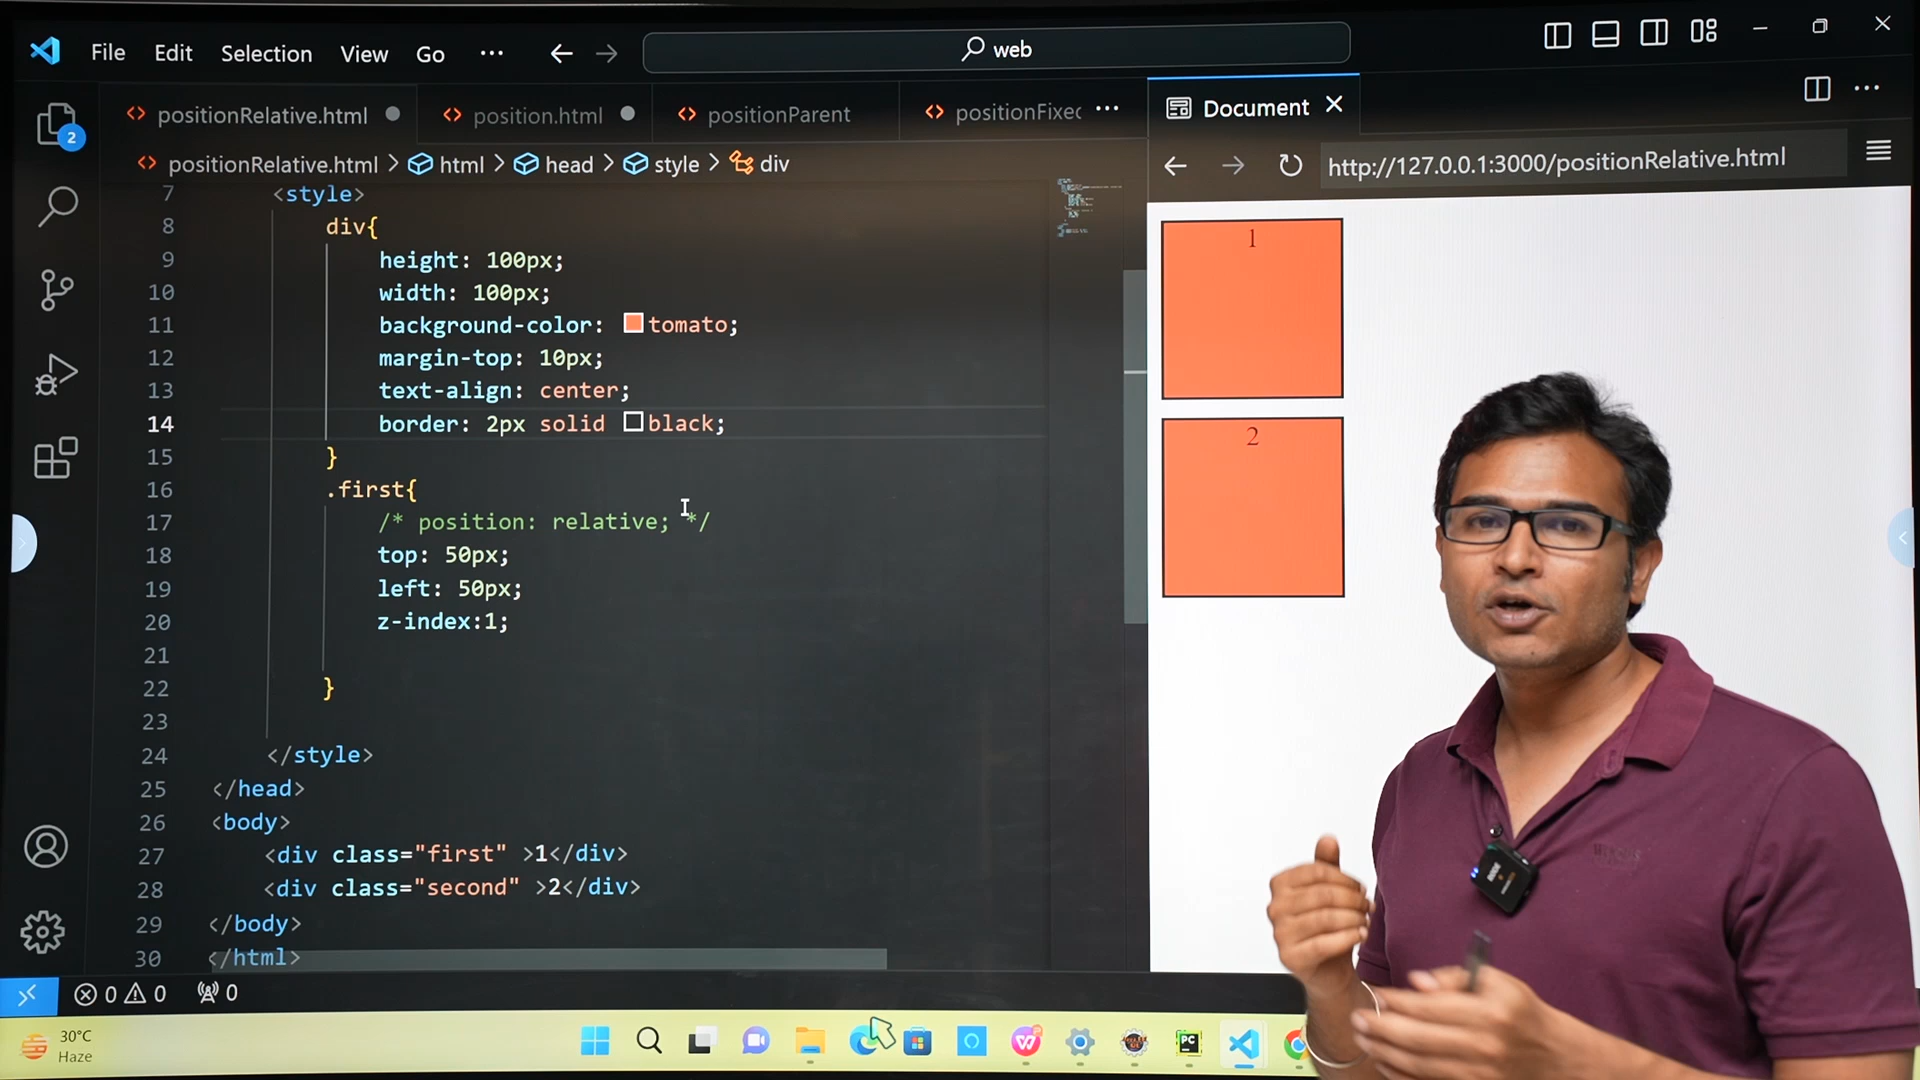 File Edit Selection View Go ··· web
positionRelative.html position.html positionParent positionFixed ···
Document
positionRelative.html > html > head > style > div
http://127.0.0.1:3000/positionRelative.html
7 <style>
8 div{
9 height: 100px;
10 width: 100px;
11 background-color: tomato;
12 margin-top: 10px;
13 text-align: center;
14 border: 2px solid black;
15 }
16 .first{
17 /* position: relative; */
18 top: 50px;
19 left: 50px;
20 z-index:1;
21
22 }
23
24 </style>
25 </head>
26 <body>
27 <div class="first" >1</div>
28 <div class="second" >2</div>
29 </body>
30 </html>
1
2
2
0 0 0
30°C
Haze
PC